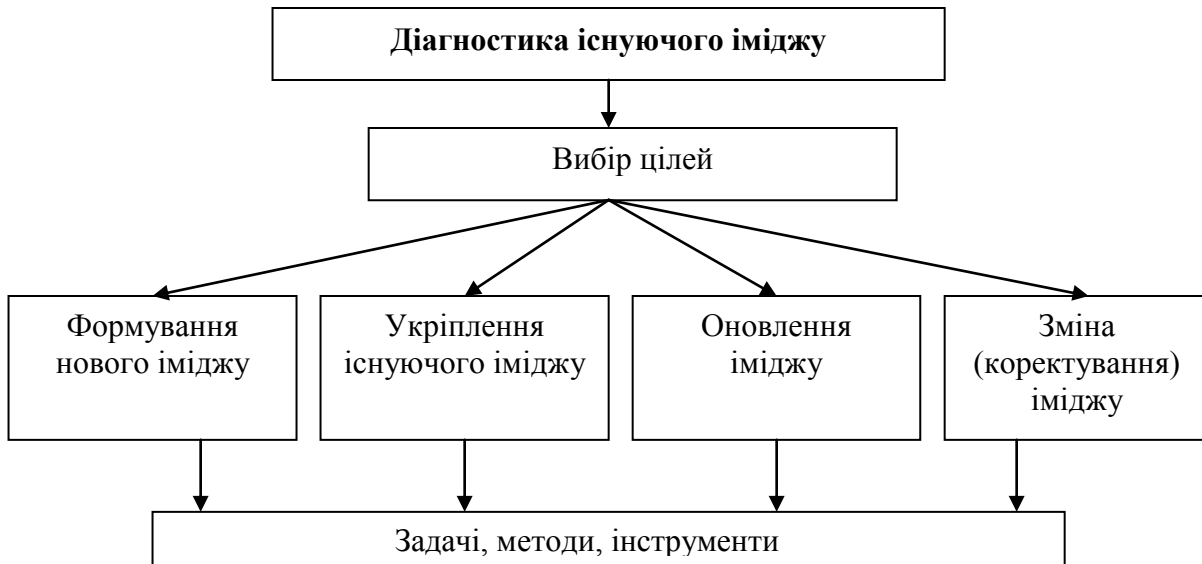 Діагностика існуючого іміджу
Вибір цілей
Формування
нового іміджу
Укріплення
існуючого іміджу
Оновлення
іміджу
Зміна
(коректування)
іміджу
Задачі, методи, інструменти